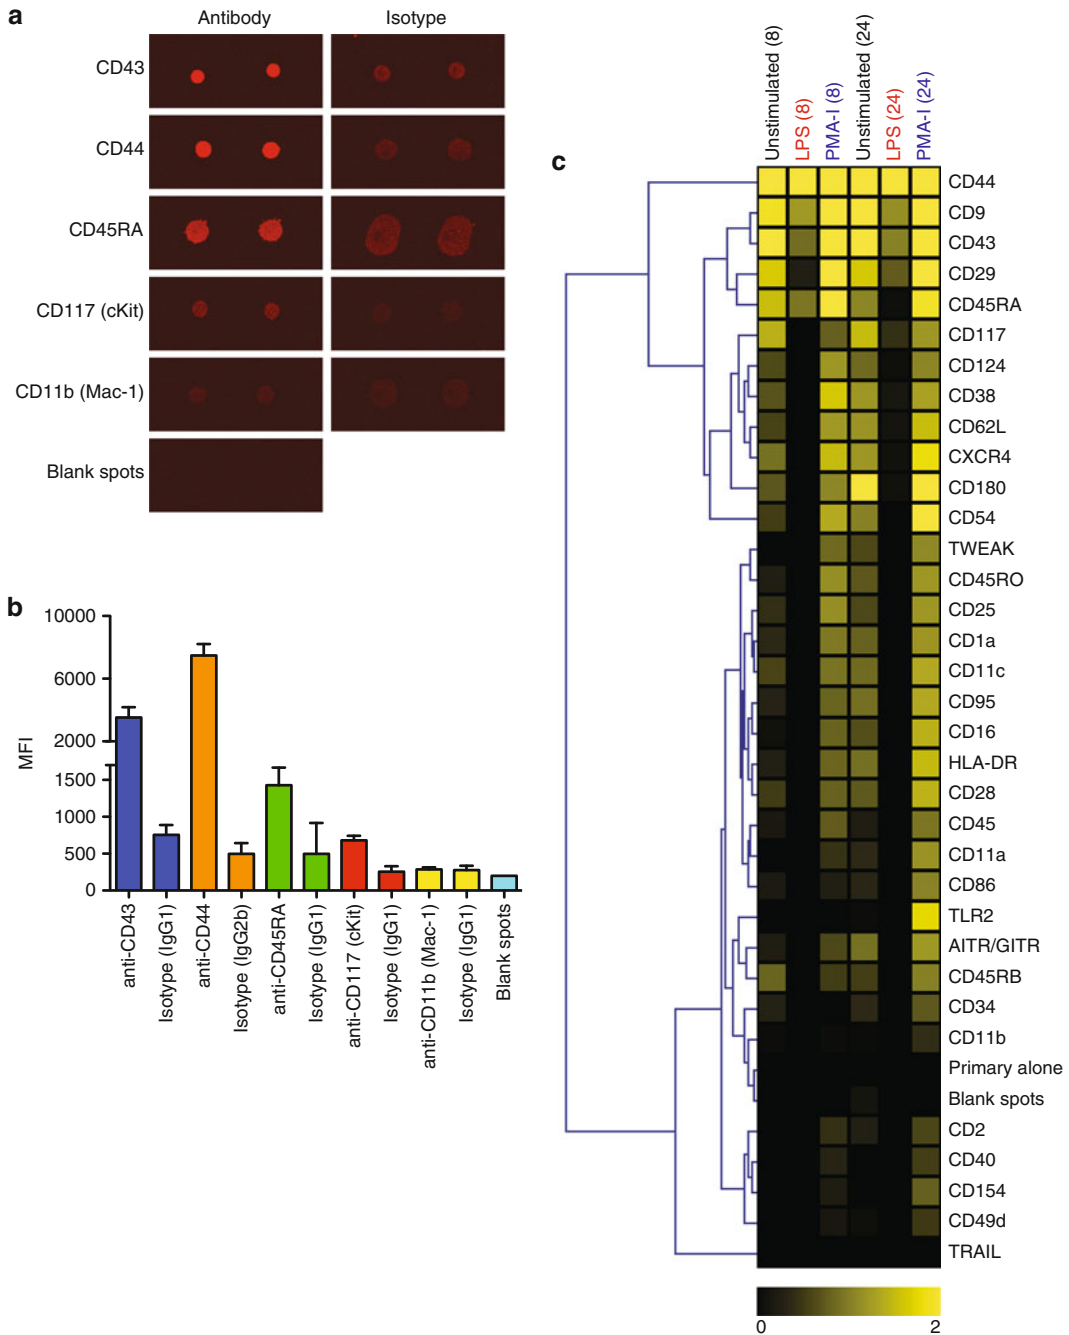 a
Antibody
Isotype
CD43
CD44
CD45RA
CD117 (cKit)
CD11b (Mac-1)
Blank spots
b
MFI
10000
6000
2000
1500
1000
500
0
anti-CD43
Isotype (IgG1)
anti-CD44
Isotype (IgG2b)
anti-CD45RA
Isotype (IgG1)
anti-CD117 (cKit)
Isotype (IgG1)
anti-CD11b (Mac-1)
Isotype (IgG1)
Blank spots
c
Unstimulated (8)
LPS (8)
PMA-I (8)
Unstimulated (24)
LPS (24)
PMA-I (24)
CD44
CD9
CD43
CD29
CD45RA
CD117
CD124
CD38
CD62L
CXCR4
CD180
CD54
TWEAK
CD45RO
CD25
CD1a
CD11c
CD95
CD16
HLA-DR
CD28
CD45
CD11a
CD86
TLR2
AITR/GITR
CD45RB
CD34
CD11b
Primary alone
Blank spots
CD2
CD40
CD154
CD49d
TRAIL
0
2